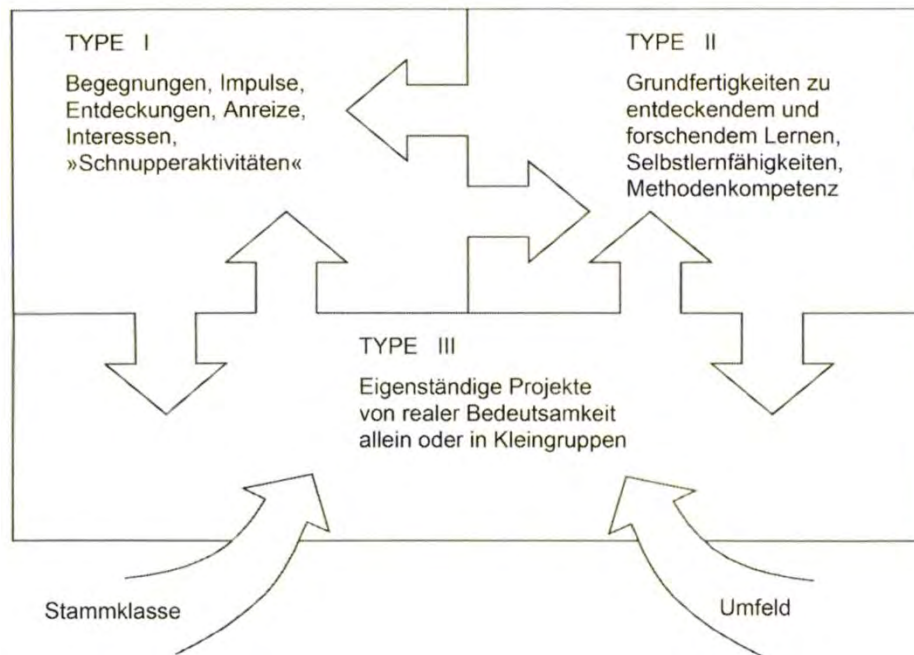 TYPE I
Begegnungen, Impulse,
Entdeckungen, Anreize,
Interessen,
»Schnupperaktivitäten«
TYPE II
Grundfertigkeiten zu
entdeckendem und
forschendem Lernen,
Selbstlernfähigkeiten,
Methodenkompetenz
TYPE III
Eigenständige Projekte
von realer Bedeutsamkeit
allein oder in Kleingruppen
Stammklasse
Umfeld